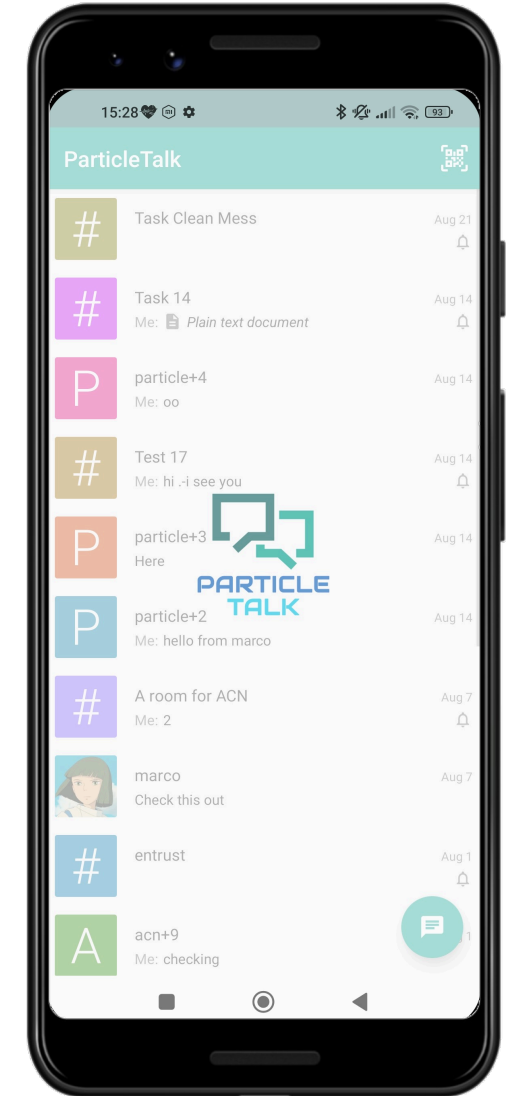 15:28
93
ParticleTalk
# Task Clean Mess Aug 21
# Task 14 Aug 14
Me: Plain text document
P particle+4 Aug 14
Me: oo
# Test 17 Aug 14
Me: hi .-i see you
P particle+3 Aug 14
Here
PARTICLE
TALK
P particle+2 Aug 14
Me: hello from marco
# A room for ACN Aug 7
Me: 2
marco Aug 7
Check this out
# entrust Aug 1
A acn+9 1
Me: checking